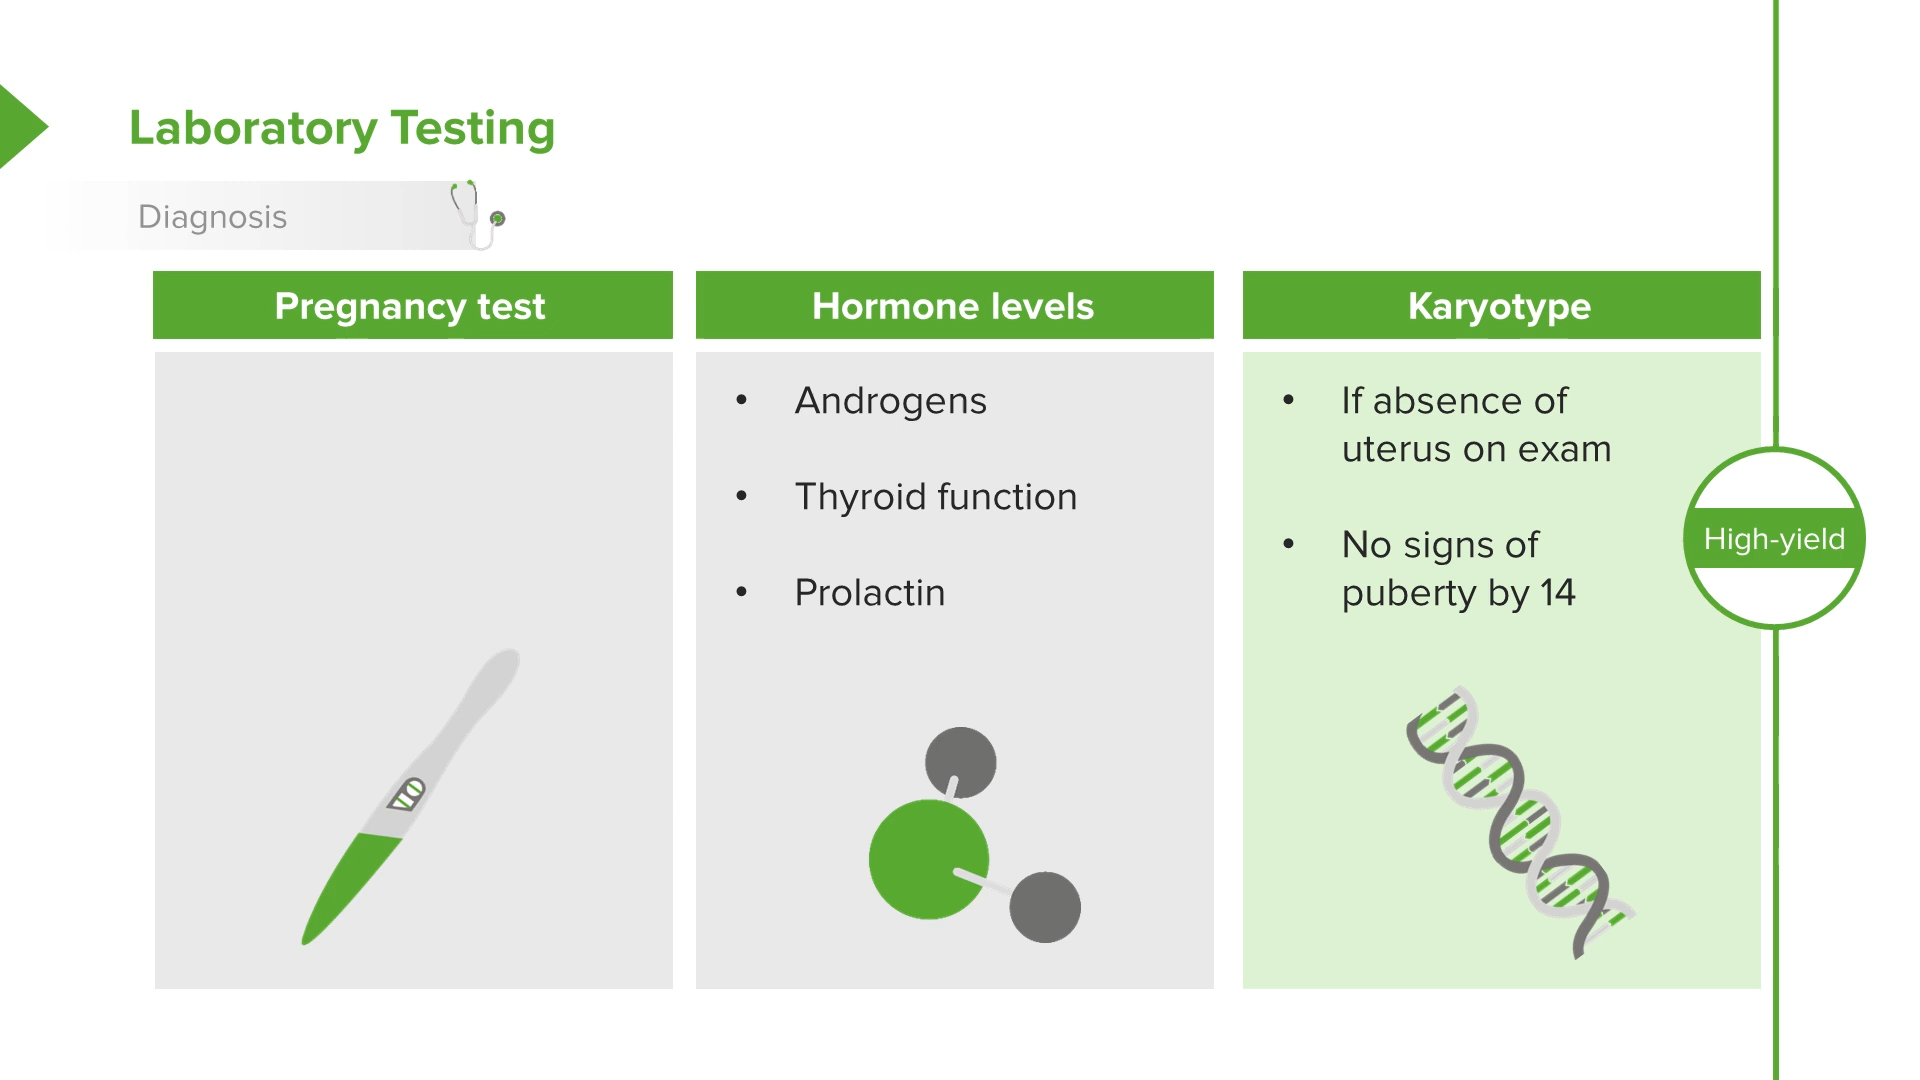 Laboratory Testing
Diagnosis
Pregnancy test
Hormone levels
• Androgens
• Thyroid function
• Prolactin
Karyotype
• If absence of
uterus on exam
• No signs of
puberty by 14
High-yield